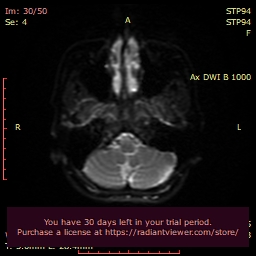 Im: 30/50
Se: 4
STP94
STP94
F
A
Ax DWI B 1000
R
L
You have 30 days left in your trial period.
Purchase a license at https://radiantviewer.com/store/